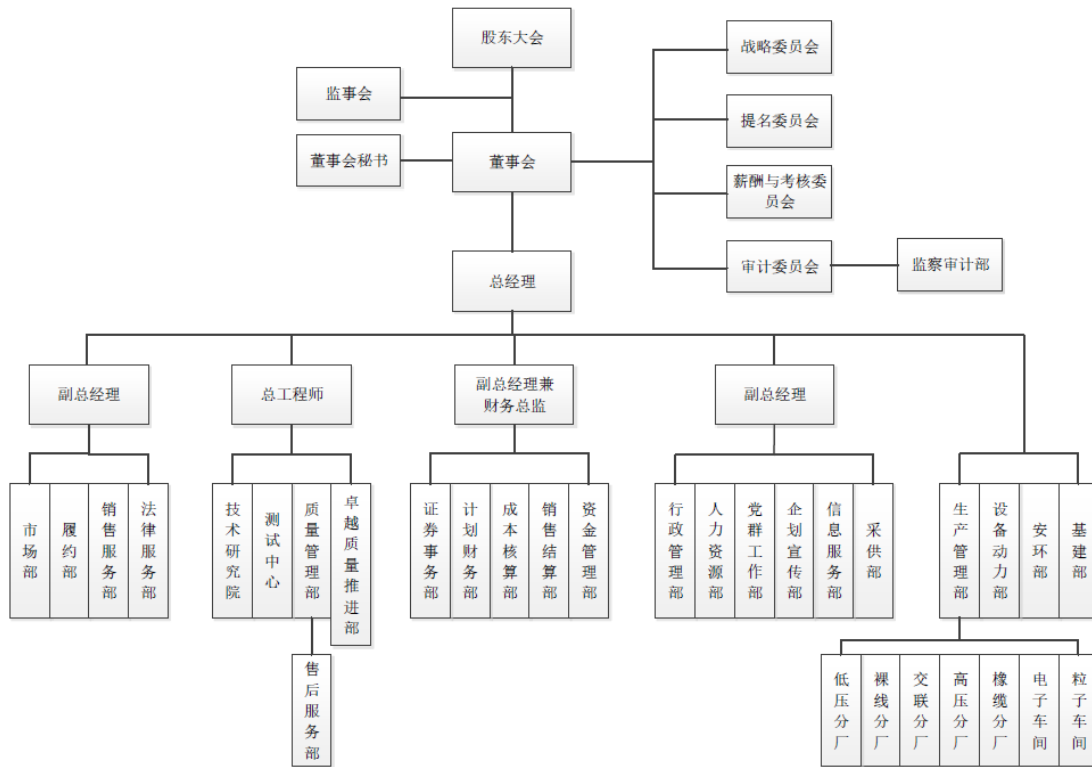 股东大会
战略委员会
监事会
提名委员会
董事会秘书
董事会
薪酬与考核委
员会
总经理
审计委员会
监察审计部
副总经理
总工程师
副总经理兼
财务总监
副总经理
市场部
履约部
销售服务部
法律服务部
技术研究院
测试中心
质量管理部
卓越质量推进部
证券事务部
计划财务部
成本核算部
销售结算部
资金管理部
行政管理部
人力资源部
党群工作部
企划宣传部
信息服务部
采供部
生产管理部
设备动力部
安环部
基建部
售后服务部
低压分厂
裸线分厂
交联分厂
高压分厂
橡缆分厂
电子车间
粒子车间